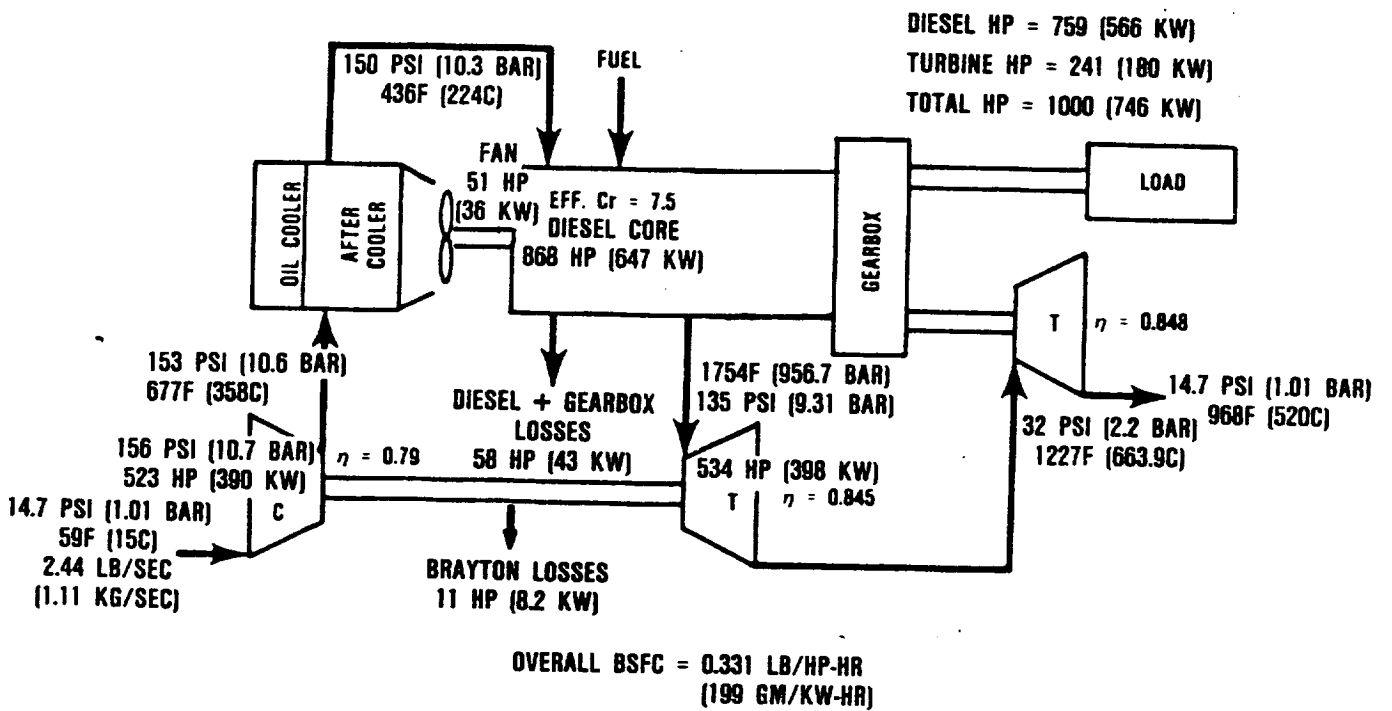 DIESEL HP = 759 (566 KW)
TURBINE HP = 241 (180 KW)
TOTAL HP = 1000 (746 KW)
150 PSI (10.3 BAR)
436F (224C)
FUEL
FAN
51 HP
(36 KW)
EFF. Cr = 7.5
DIESEL CORE
868 HP (647 KW)
OIL COOLER
AFTER
COOLER
GEARBOX
LOAD
T
η = 0.848
153 PSI (10.6 BAR)
677F (358C)
DIESEL + GEARBOX
LOSSES
58 HP (43 KW)
1754F (956.7 BAR)
135 PSI (9.31 BAR)
14.7 PSI (1.01 BAR)
968F (520C)
32 PSI (2.2 BAR)
1227F (663.9C)
156 PSI (10.7 BAR)
523 HP (390 KW)
C
η = 0.79
534 HP (398 KW)
T
η = 0.845
14.7 PSI (1.01 BAR)
59F (15C)
2.44 LB/SEC
(1.11 KG/SEC)
BRAYTON LOSSES
11 HP (8.2 KW)
OVERALL BSFC = 0.331 LB/HP-HR
(199 GM/KW-HR)